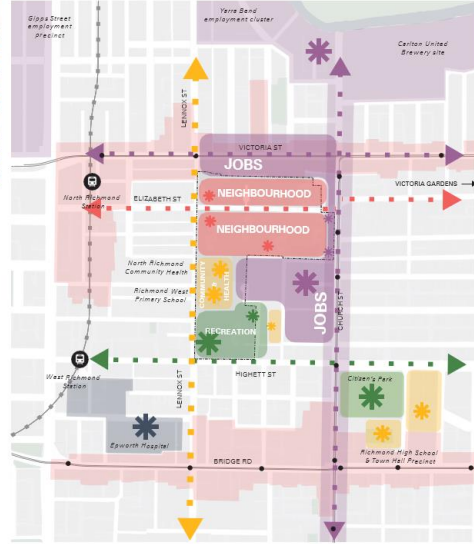 Gipps Street
employment
precinct
Yarra Bend
employment cluster
Carlton United
Brewery site
LENNOX ST
VICTORIA ST
JOBS
VICTORIA GARDENS
North Richmond
Station
ELIZABETH ST
NEIGHBOURHOOD
NEIGHBOURHOOD
North Richmond
Community Health
Richmond West
Primary School
COMMUNITY
HEALTH
JOBS
CHURCH ST
RECREATION
West Richmond
Station
HIGHETT ST
LENNOX ST
Citizen's Park
Epworth Hospital
Richmond High School
& Town Hall Precinct
BRIDGE RD